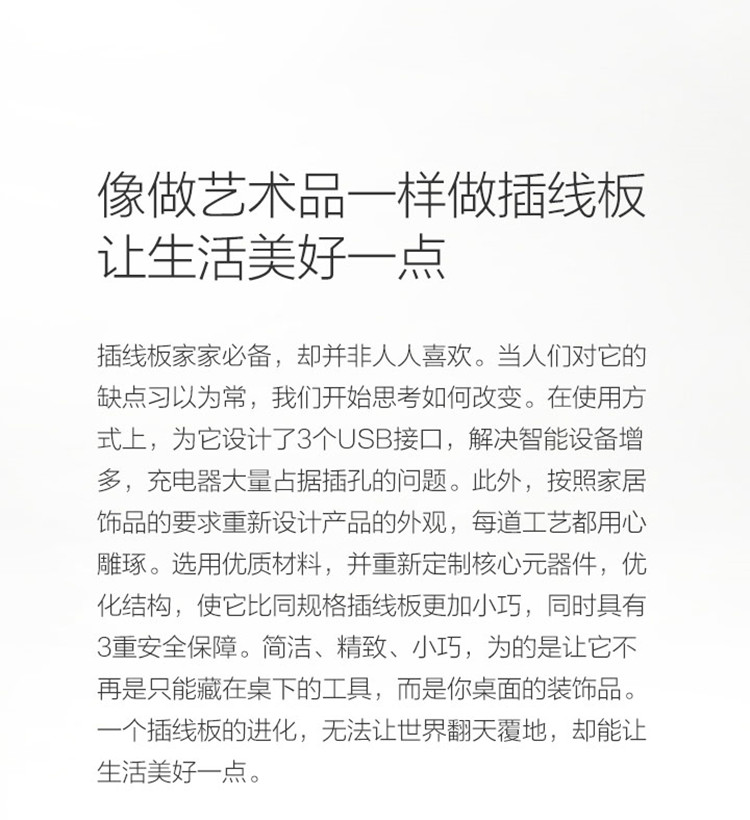 像做艺术品一样做插线板
让生活美好一点
插线板家家必备，却并非人人喜欢。当人们对它的
缺点习以为常，我们开始思考如何改变。在使用方
式上，为它设计了3个USB接口，解决智能设备增
多，充电器大量占据插孔的问题。此外，按照家居
饰品的要求重新设计产品的外观，每道工艺都用心
雕琢。选用优质材料，并重新定制核心元器件，优
化结构，使它比同规格插线板更加小巧，同时具有
3重安全保障。简洁、精致、小巧，为的是让它不
再是只能藏在桌下的工具，而是你桌面的装饰品。
一个插线板的进化，无法让世界翻天覆地，却能让
生活美好一点。